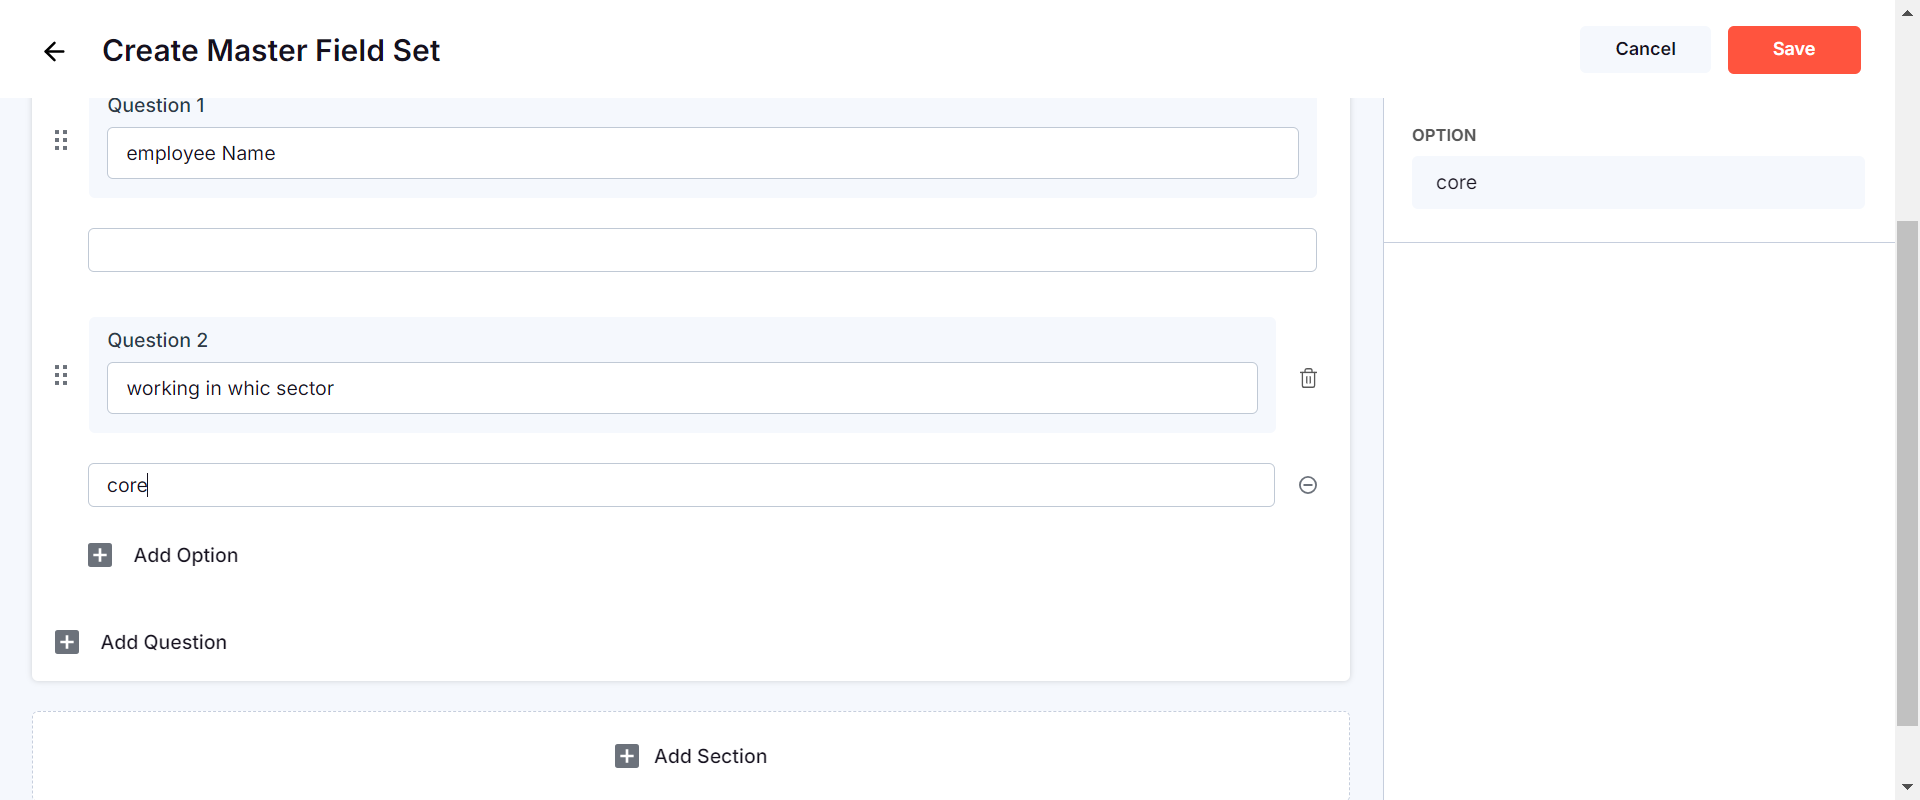 Create Master Field Set
Cancel
Save
Question 1
employee Name
Question 2
working in whic sector
core
Add Option
Add Question
Add Section
OPTION
core